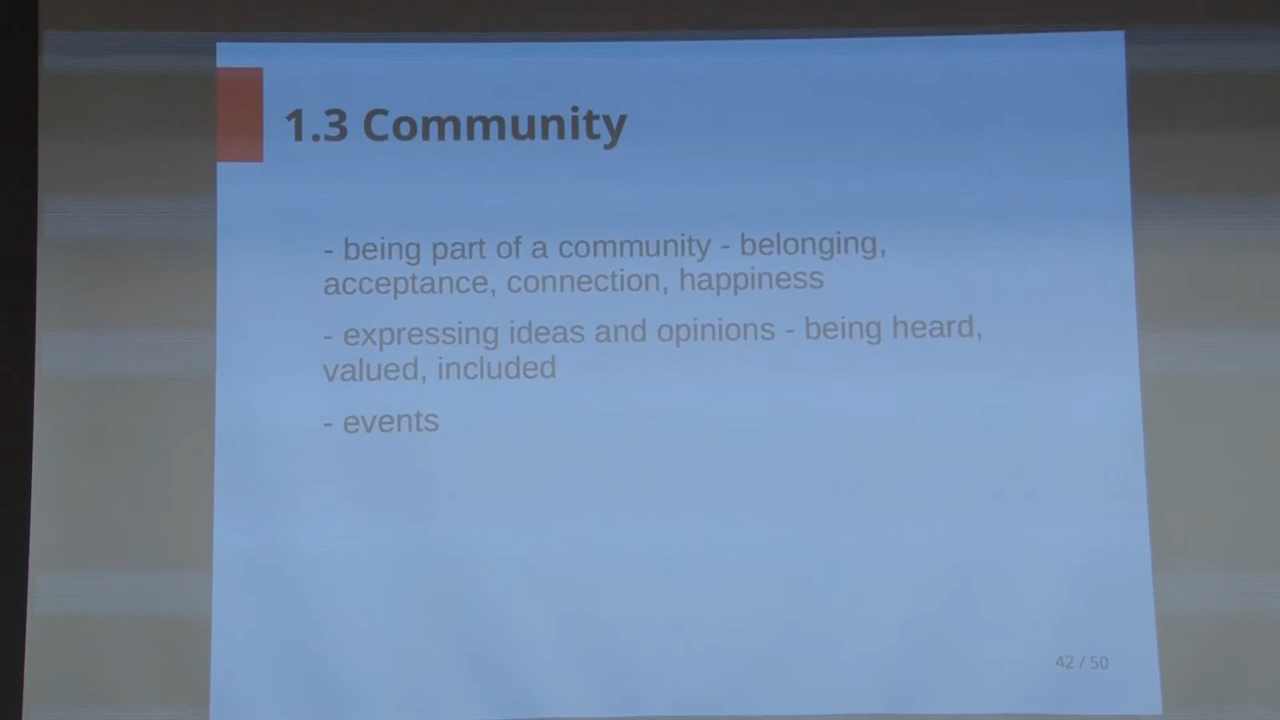 1.3 Community
- being part of a community - belonging,
acceptance, connection, happiness
- expressing ideas and opinions - being heard,
valued, included
- events
42 / 50